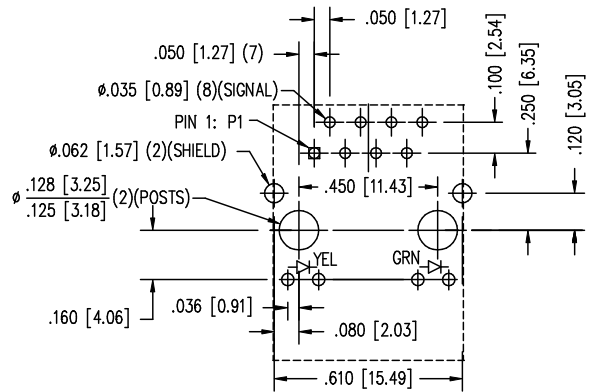 .050 [1.27]
.050 [1.27] (7)
ø.035 [0.89] (8)(SIGNAL)
PIN 1: P1
ø.062 [1.57] (2)(SHIELD)
ø .128 [3.25]
.125 [3.18] (2)(POSTS)
.100 [2.54]
.250 [6.35]
.120 [3.05]
.450 [11.43]
YEL
GRN
.036 [0.91]
.160 [4.06]
.080 [2.03]
.610 [15.49]